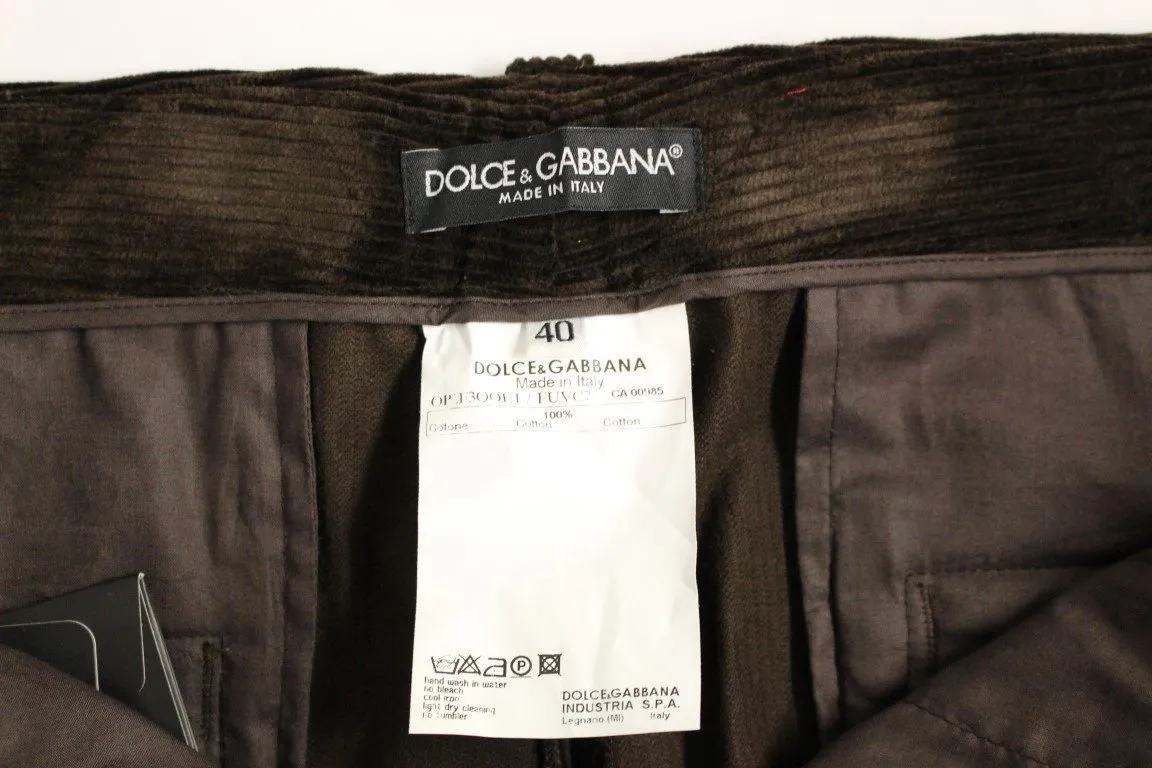 DOLCE & GABBANA®
MADE IN ITALY
40
DOLCE&GABBANA
Made in Italy
CA 00985
100%
Cotone Cotton Cotton
P
hand wash in water
no bleach
cool iron
light dry cleaning
no tumbler
DOLCE&GABBANA
INDUSTRIA S.P.A.
Legnano (MI) Italy